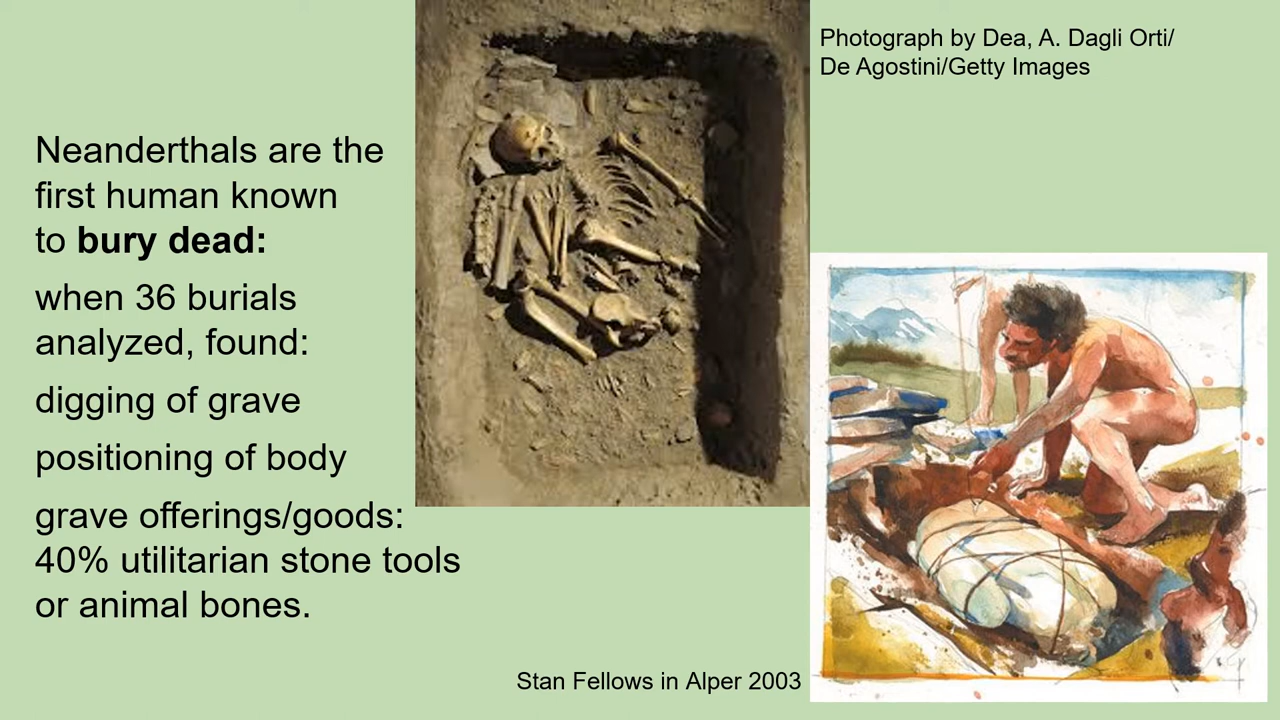 Photograph by Dea, A. Dagli Orti/
De Agostini/Getty Images
Neanderthals are the
first human known
to bury dead:
when 36 burials
analyzed, found:
digging of grave
positioning of body
grave offerings/goods:
40% utilitarian stone tools
or animal bones.
Stan Fellows in Alper 2003